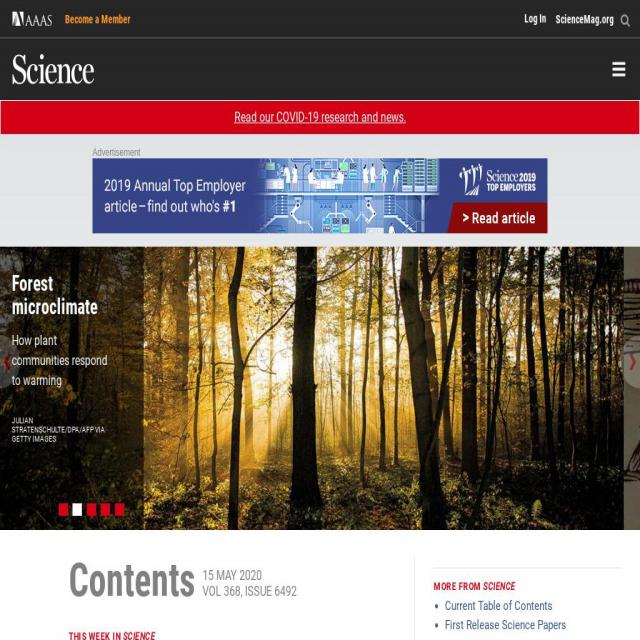 AAAS
Become a Member
Log In
ScienceMag.org
Science
Read our COVID-19 research and news.
Advertisement
2019 Annual Top Employer
article – find out who's #1
Science 2019
TOP EMPLOYERS
> Read article
Forest
microclimate
How plant
communities respond
to warming
JULIAN
STRATENSCHULTE/DPA/AFP VIA
GETTY IMAGES
Contents
15 MAY 2020
VOL 368, ISSUE 6492
MORE FROM SCIENCE
Current Table of Contents
First Release Science Papers
THIS WEEK IN SCIENCE